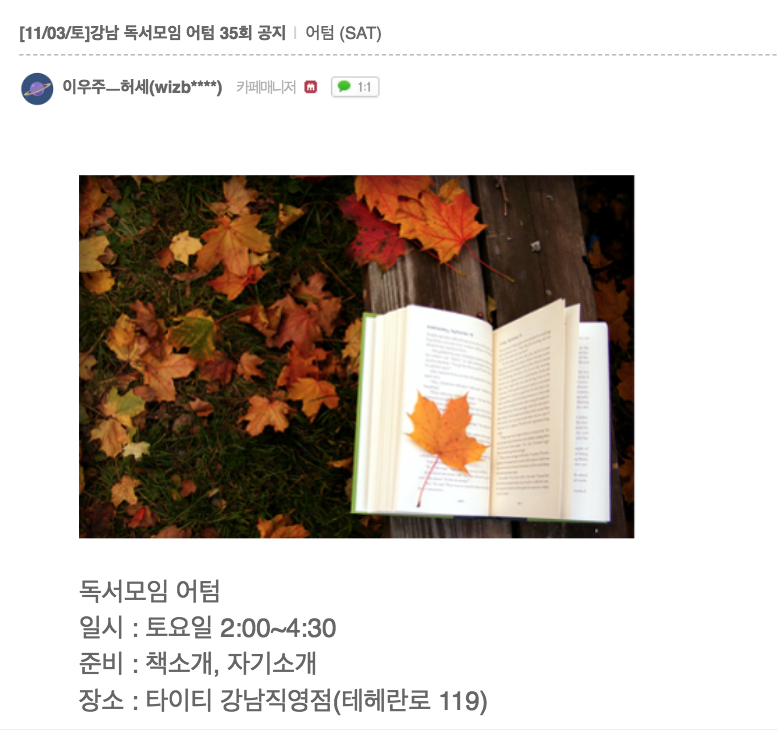 [11/03/토]강남 독서모임 어텀 35회 공지 | 어텀 (SAT)
이우주ㅡ허세(wizb****) 카페매니저 1:1
독서모임 어텀
일시 : 토요일 2:00~4:30
준비 : 책소개, 자기소개
장소 : 타이티 강남직영점(테헤란로 119)